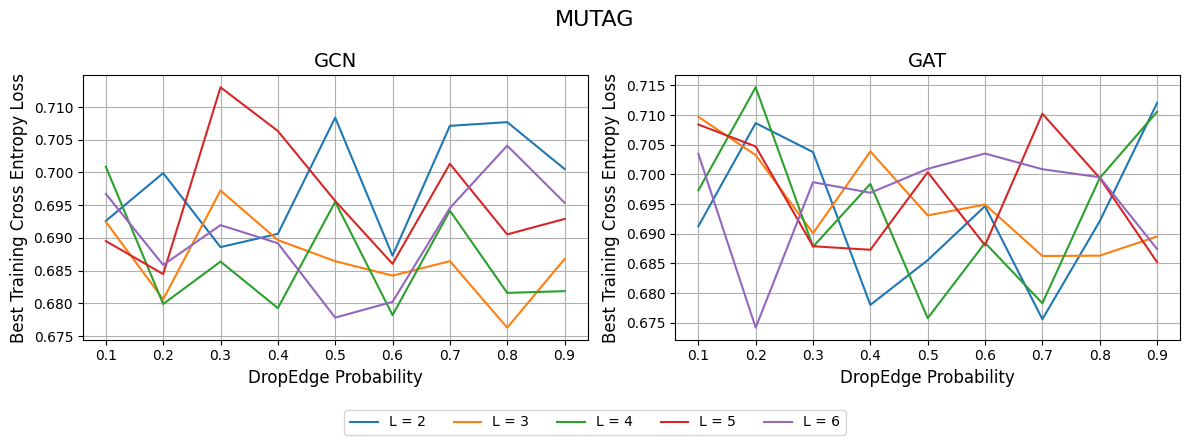 MUTAG
GCN
Best Training Cross Entropy Loss
0.710
0.705
0.700
0.695
0.690
0.685
0.680
0.675
0.1 0.2 0.3 0.4 0.5 0.6 0.7 0.8 0.9
DropEdge Probability
GAT
Best Training Cross Entropy Loss
0.715
0.710
0.705
0.700
0.695
0.690
0.685
0.680
0.675
0.1 0.2 0.3 0.4 0.5 0.6 0.7 0.8 0.9
DropEdge Probability
L = 2 L = 3 L = 4 L = 5 L = 6